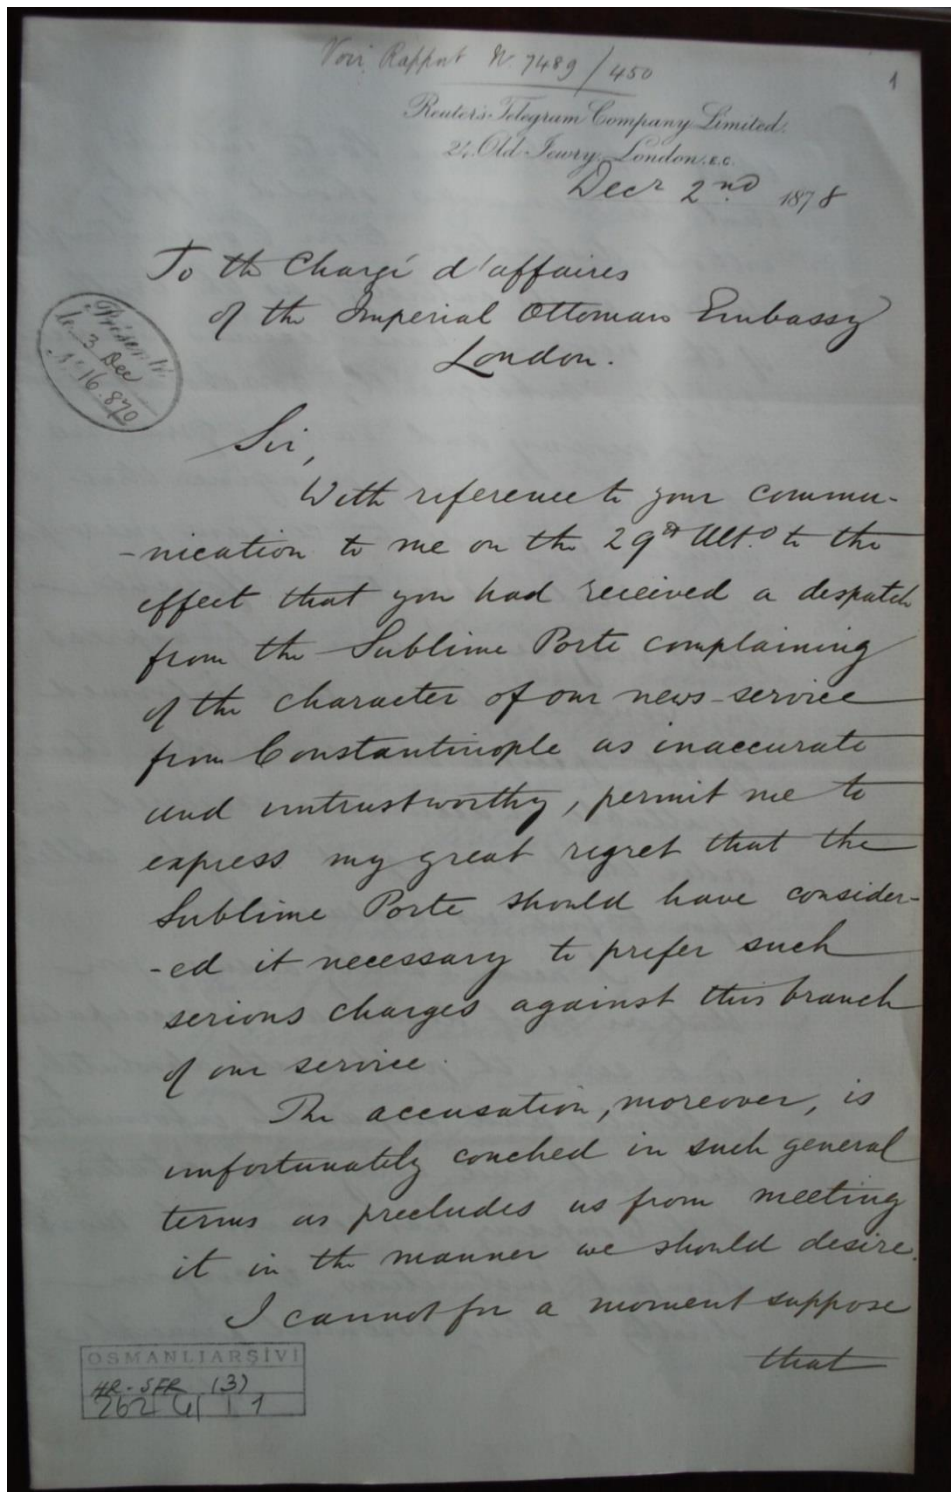 Voir Rapport N. 7489/450
1
Reuter's Telegram Company Limited.
24, Old Jewry, London. E.C.
Decr 2nd 1878
To the Chargé d'affaires
of the Imperial Ottoman Embassy
London.
Présenté
le 3 Dec
No 16.870
Sir,
With reference to your commu-
-nication to me on the 29th Ulto to the
effect that you had received a despatch
from the Sublime Porte complaining
of the character of our news-service
from Constantinople as inaccurate
and untrustworthy, permit me to
express my great regret that the
Sublime Porte should have consider-
-ed it necessary to prefer such
serious charges against this branch
of our service.
The accusation, moreover, is
unfortunately couched in such general
terms as precludes us from meeting
it in the manner we should desire.
I cannot for a moment suppose
that
OSMANLI ARŞİVİ
HR-SFR (3)
262 6 1 1